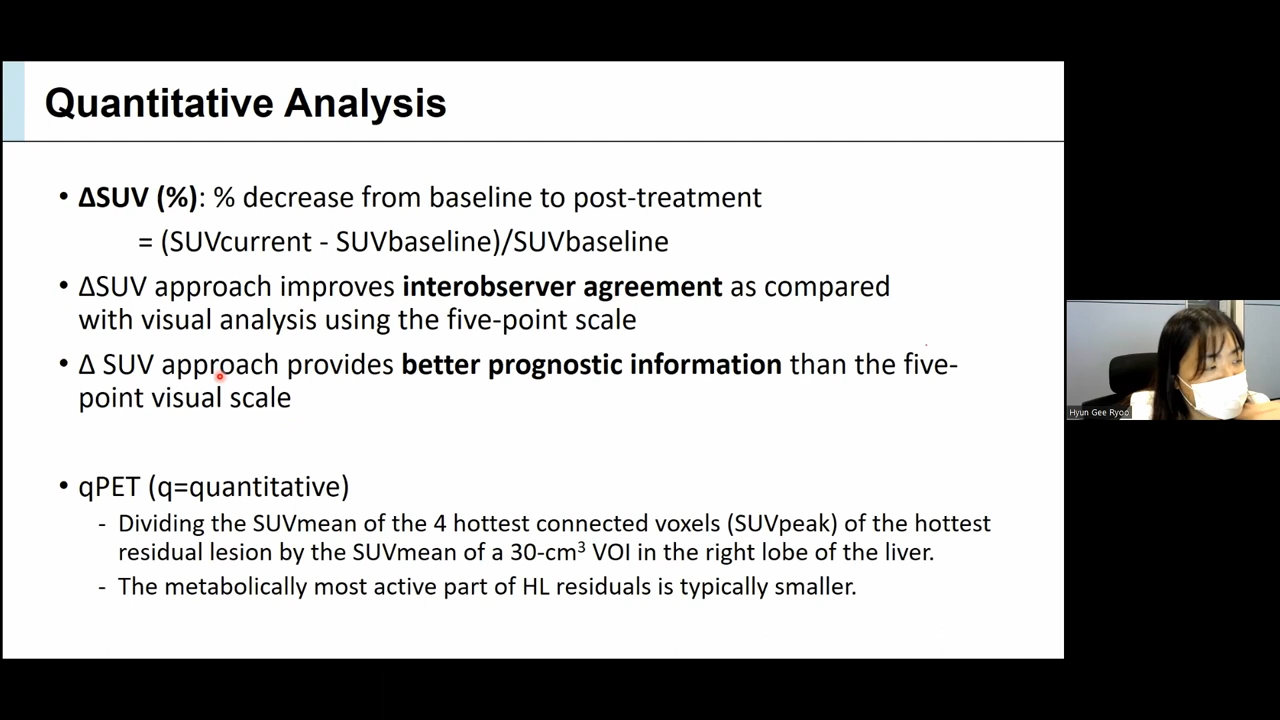 Quantitative Analysis
• ΔSUV (%): % decrease from baseline to post-treatment
= (SUVcurrent - SUVbaseline)/SUVbaseline
• ΔSUV approach improves interobserver agreement as compared
with visual analysis using the five-point scale
• Δ SUV approach provides better prognostic information than the five-
point visual scale
• qPET (q=quantitative)
- Dividing the SUVmean of the 4 hottest connected voxels (SUVpeak) of the hottest
residual lesion by the SUVmean of a 30-cm³ VOI in the right lobe of the liver.
- The metabolically most active part of HL residuals is typically smaller.
Hyun Gee Ryoo